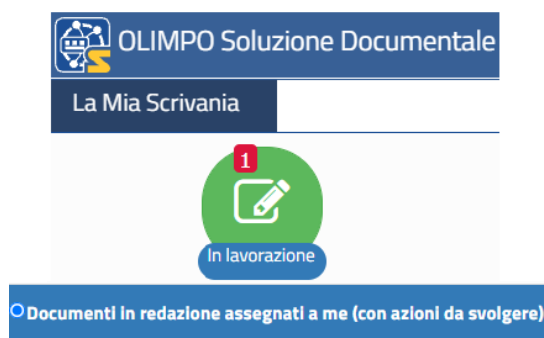 OLIMPO Soluzione Documentale
La Mia Scrivania
1
In lavorazione
Documenti in redazione assegnati a me (con azioni da svolgere)